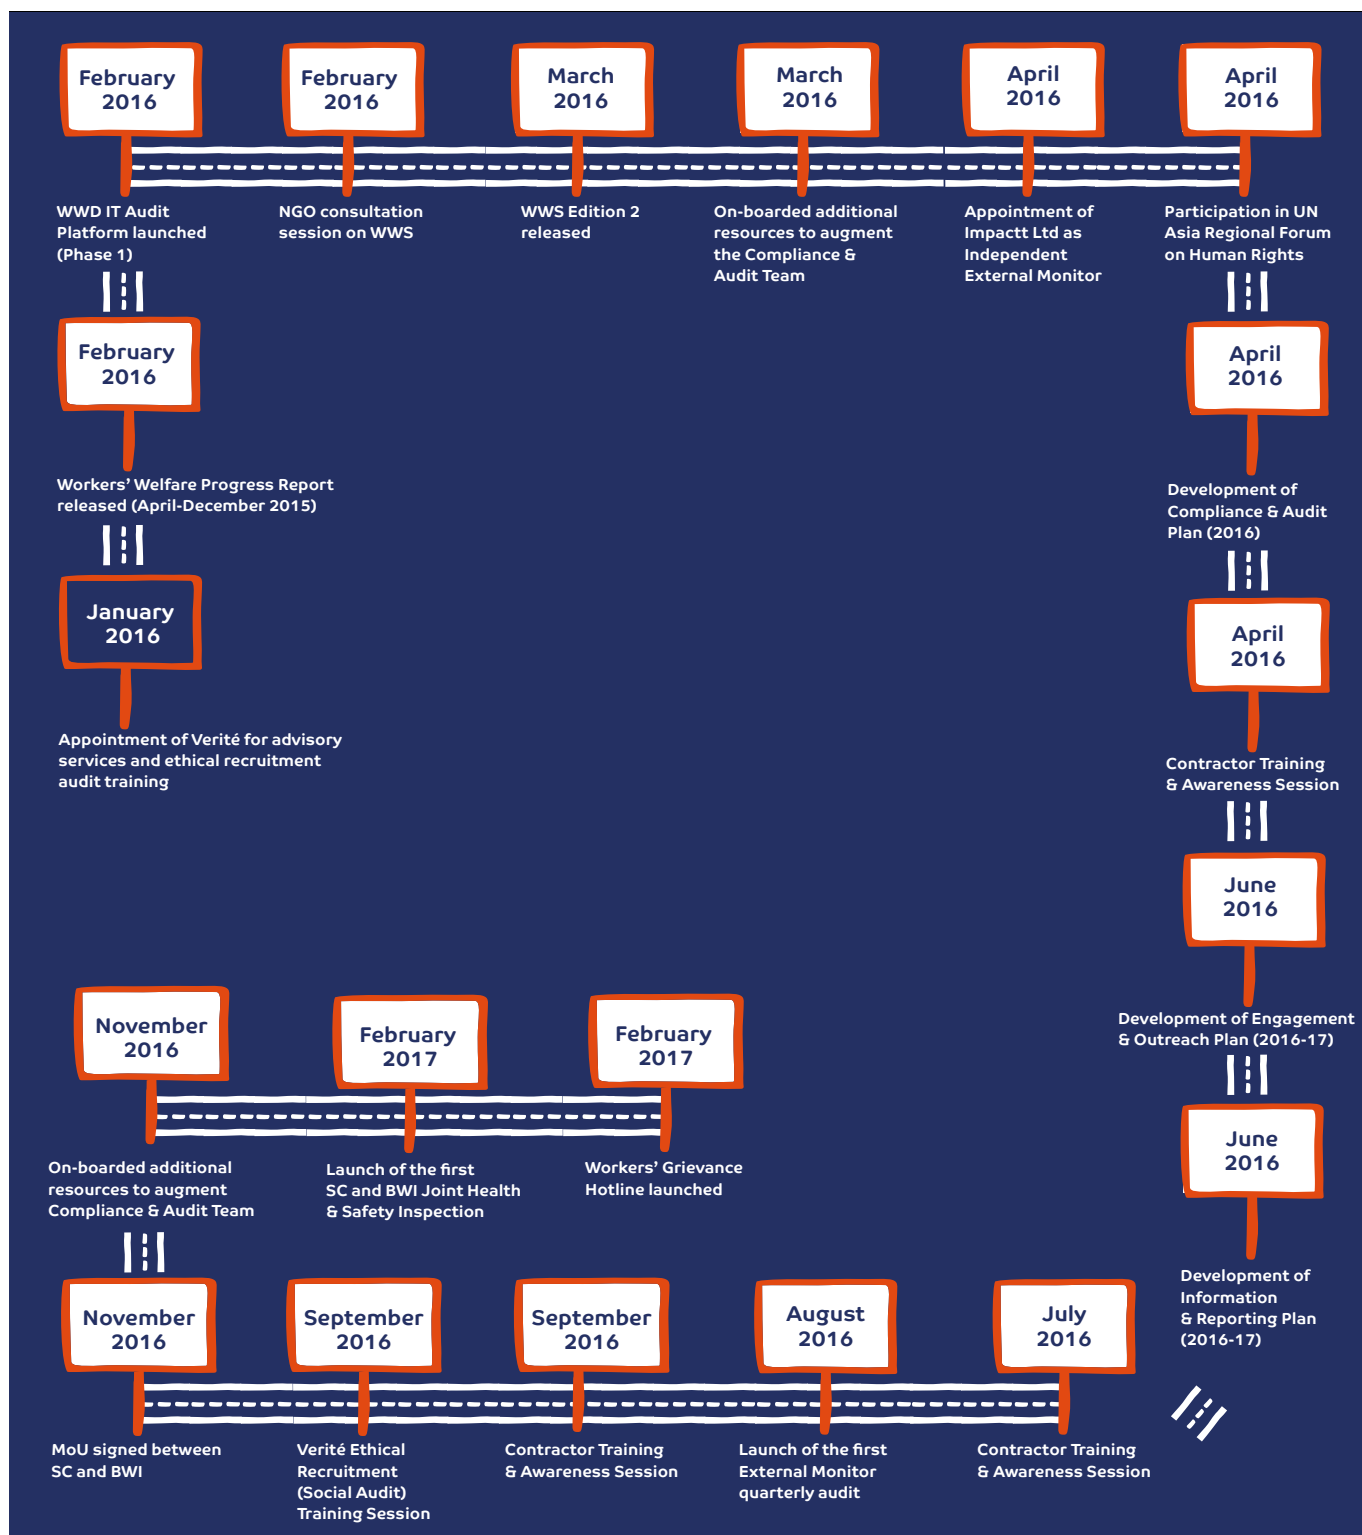 January
2016
Appointment of Verité for advisory
services and ethical recruitment
audit training
February
2016
Workers' Welfare Progress Report
released (April-December 2015)
February
2016
WWD IT Audit
Platform launched
(Phase 1)
February
2016
NGO consultation
session on WWS
March
2016
WWS Edition 2
released
March
2016
On-boarded additional
resources to augment
the Compliance &
Audit Team
April
2016
Appointment of
Impactt Ltd as
Independent
External Monitor
April
2016
Participation in UN
Asia Regional Forum
on Human Rights
April
2016
Development of
Compliance & Audit
Plan (2016)
April
2016
Contractor Training
& Awareness Session
June
2016
Development of Engagement
& Outreach Plan (2016-17)
June
2016
Development of
Information
& Reporting Plan
(2016-17)
July
2016
Contractor Training
& Awareness Session
August
2016
Launch of the first
External Monitor
quarterly audit
September
2016
Contractor Training
& Awareness Session
September
2016
Verité Ethical
Recruitment
(Social Audit)
Training Session
November
2016
MoU signed between
SC and BWI
November
2016
On-boarded additional
resources to augment
Compliance & Audit Team
February
2017
Launch of the first
SC and BWI Joint Health
& Safety Inspection
February
2017
Workers' Grievance
Hotline launched